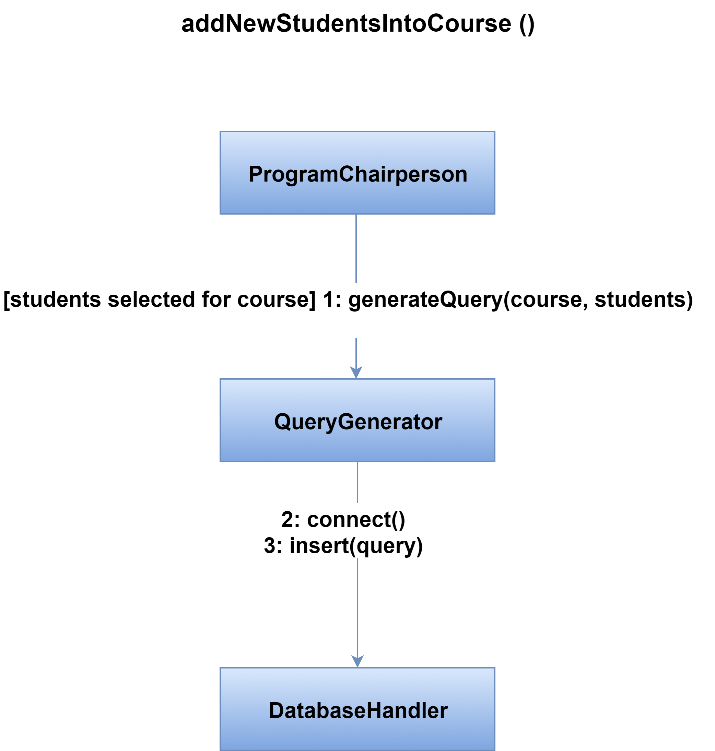 addNewStudentsIntoCourse ()
ProgramChairperson
[students selected for course] 1: generateQuery(course, students)
QueryGenerator
2: connect()
3: insert(query)
DatabaseHandler